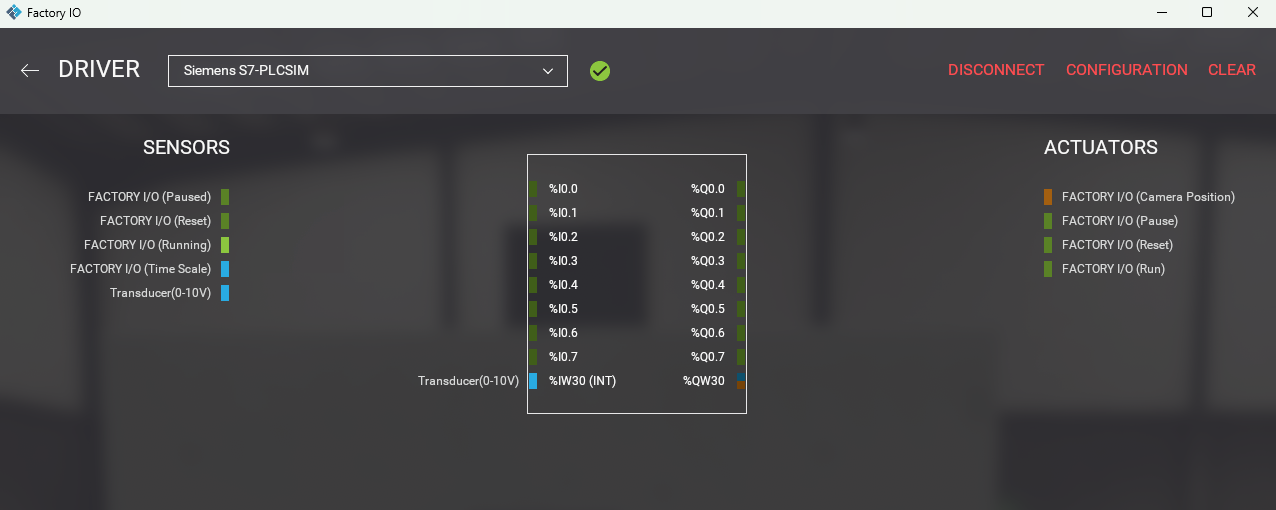 Factory IO
DRIVER
Siemens S7-PLCSIM
DISCONNECT CONFIGURATION CLEAR
SENSORS
FACTORY I/O (Paused)
FACTORY I/O (Reset)
FACTORY I/O (Running)
FACTORY I/O (Time Scale)
Transducer(0-10V)
%I0.0 %Q0.0
%I0.1 %Q0.1
%I0.2 %Q0.2
%I0.3 %Q0.3
%I0.4 %Q0.4
%I0.5 %Q0.5
%I0.6 %Q0.6
%I0.7 %Q0.7
Transducer(0-10V) %IW30 (INT) %QW30
ACTUATORS
FACTORY I/O (Camera Position)
FACTORY I/O (Pause)
FACTORY I/O (Reset)
FACTORY I/O (Run)